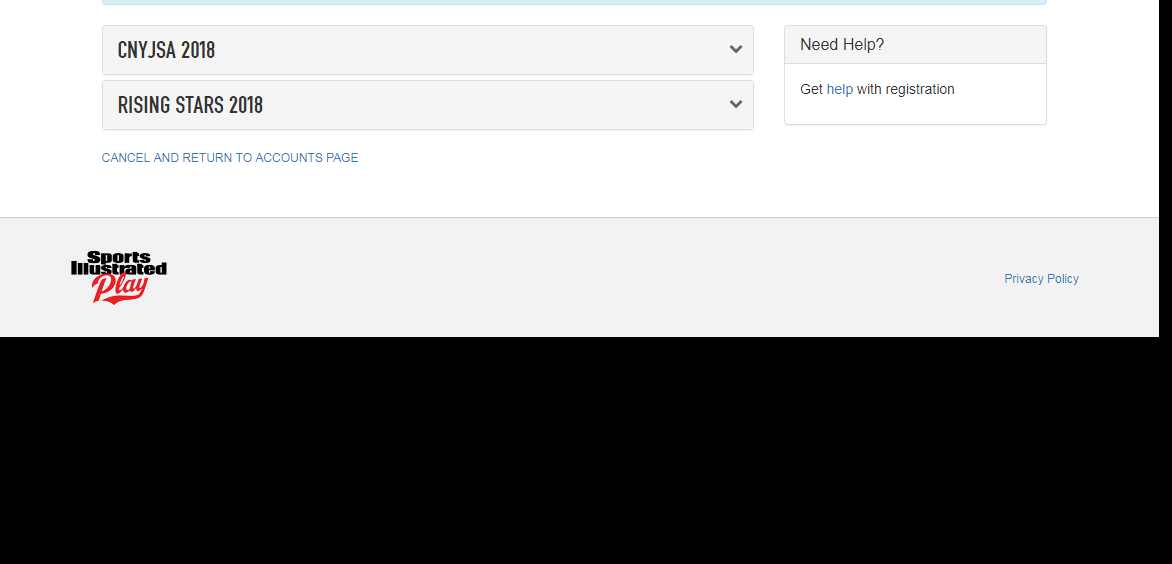 CNYJSA 2018
RISING STARS 2018
CANCEL AND RETURN TO ACCOUNTS PAGE
Need Help?
Get help with registration
Sports
Illustrated
Play
Privacy Policy